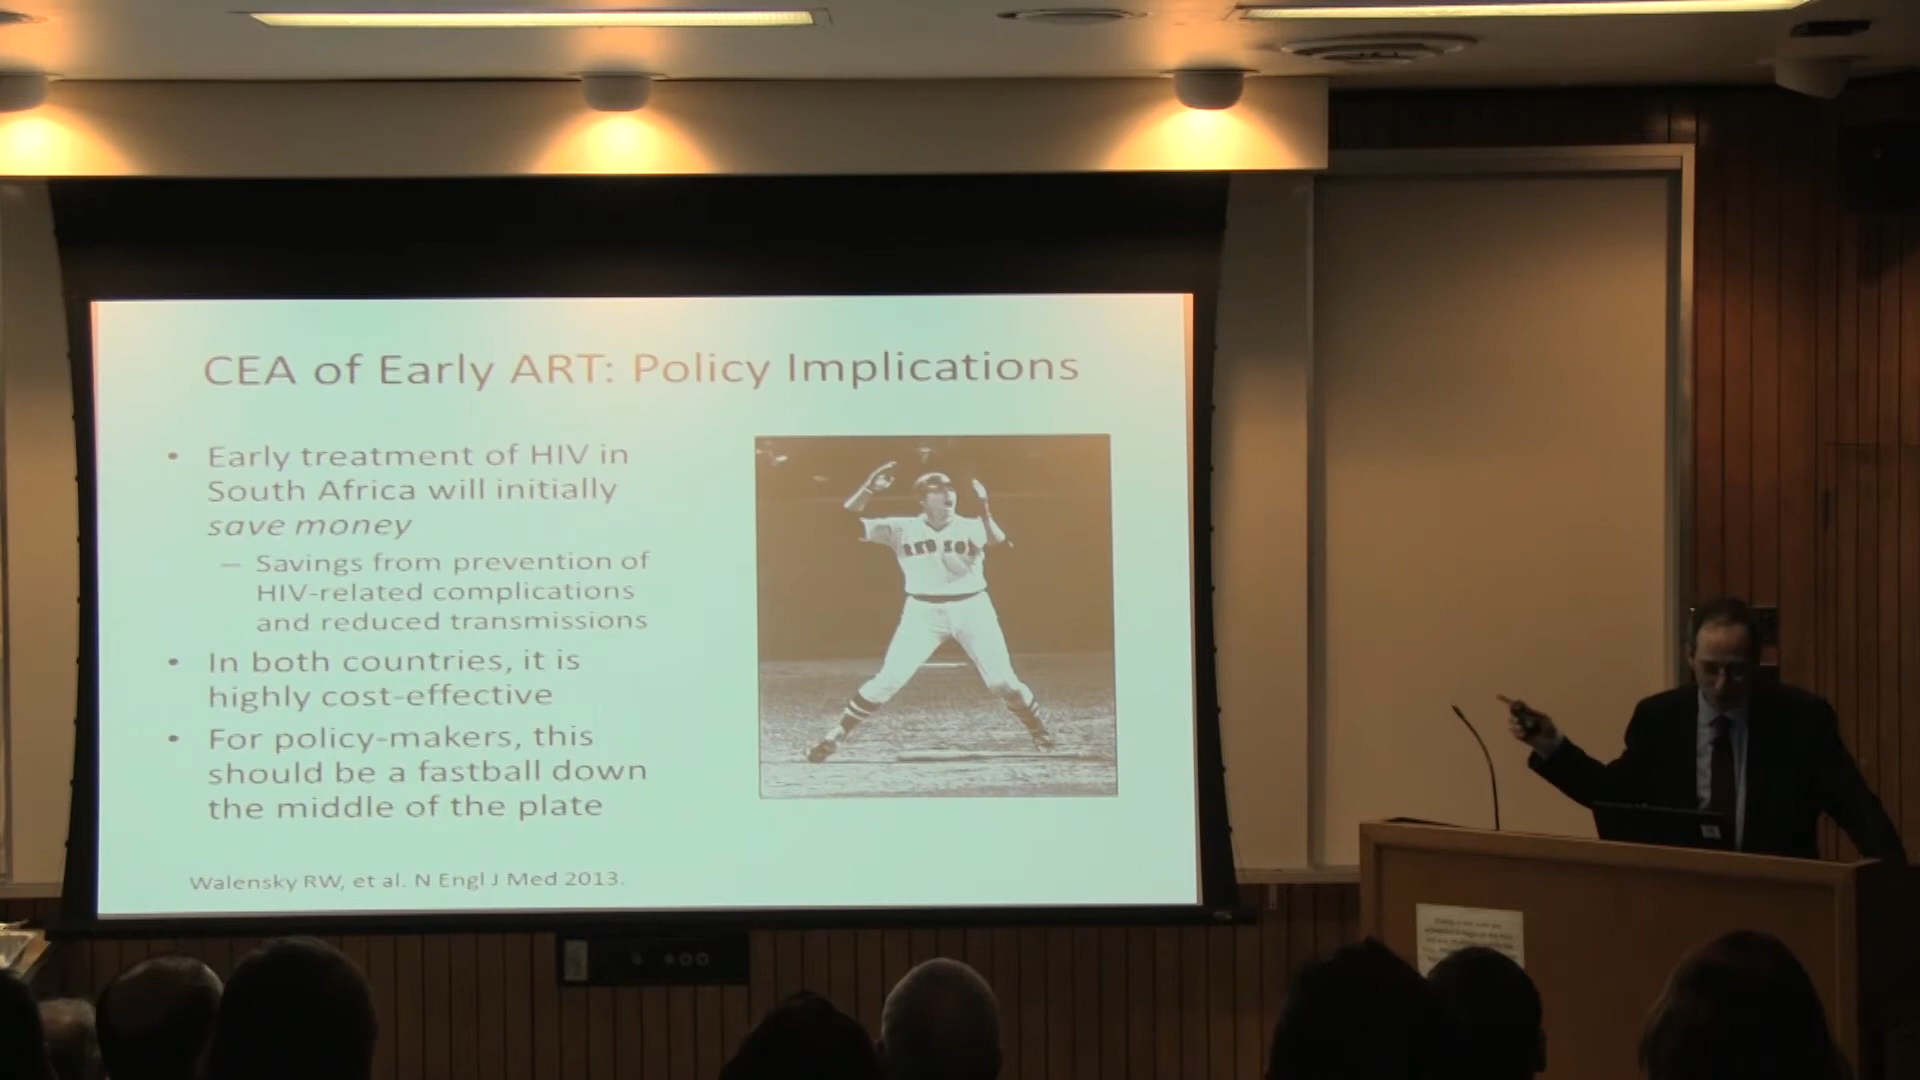 CEA of Early ART: Policy Implications
• Early treatment of HIV in
South Africa will initially
save money
– Savings from prevention of
HIV-related complications
and reduced transmissions
• In both countries, it is
highly cost-effective
• For policy-makers, this
should be a fastball down
the middle of the plate
RED SOX
Walensky RW, et al. N Engl J Med 2013.